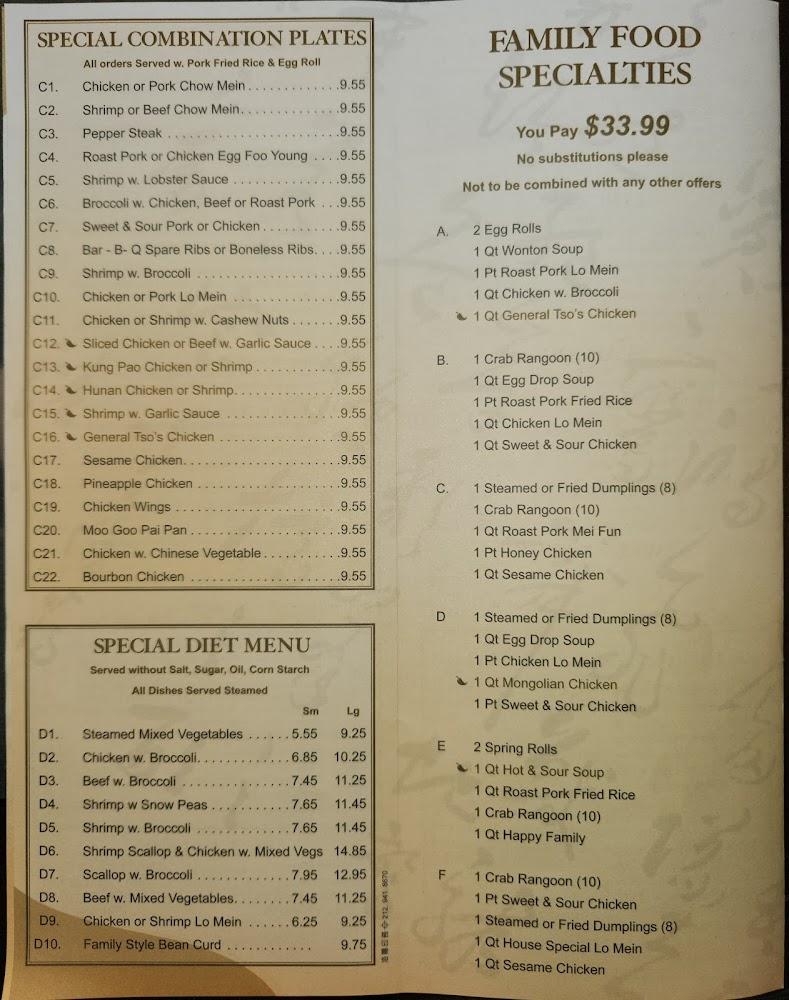 SPECIAL COMBINATION PLATES
All orders Served w. Pork Fried Rice & Egg Roll
C1. Chicken or Pork Chow Mein . . . . . . . . . . . . .9.55
C2. Shrimp or Beef Chow Mein. . . . . . . . . . . . . .9.55
C3. Pepper Steak . . . . . . . . . . . . . . . . . . . . . . . .9.55
C4. Roast Pork or Chicken Egg Foo Young . . . .9.55
C5. Shrimp w. Lobster Sauce . . . . . . . . . . . . . . .9.55
C6. Broccoli w. Chicken, Beef or Roast Pork . . .9.55
C7. Sweet & Sour Pork or Chicken . . . . . . . . . . .9.55
C8. Bar - B- Q Spare Ribs or Boneless Ribs. . . .9.55
C9. Shrimp w. Broccoli . . . . . . . . . . . . . . . . . . . .9.55
C10. Chicken or Pork Lo Mein . . . . . . . . . . . . . . .9.55
C11. Chicken or Shrimp w. Cashew Nuts . . . . . . .9.55
C12. Sliced Chicken or Beef w. Garlic Sauce . . . .9.55
C13. Kung Pao Chicken or Shrimp . . . . . . . . . . . .9.55
C14. Hunan Chicken or Shrimp. . . . . . . . . . . . . . .9.55
C15. Shrimp w. Garlic Sauce . . . . . . . . . . . . . . . .9.55
C16. General Tso's Chicken . . . . . . . . . . . . . . . . .9.55
C17. Sesame Chicken. . . . . . . . . . . . . . . . . . . . . .9.55
C18. Pineapple Chicken . . . . . . . . . . . . . . . . . . . .9.55
C19. Chicken Wings . . . . . . . . . . . . . . . . . . . . . . .9.55
C20. Moo Goo Pai Pan . . . . . . . . . . . . . . . . . . . . .9.55
C21. Chicken w. Chinese Vegetable . . . . . . . . . . .9.55
C22. Bourbon Chicken . . . . . . . . . . . . . . . . . . . . .9.55
SPECIAL DIET MENU
Served without Salt, Sugar, Oil, Corn Starch
All Dishes Served Steamed
Sm Lg
D1. Steamed Mixed Vegetables . . . . . . 5.55 9.25
D2. Chicken w. Broccoli. . . . . . . . . . . . . 6.85 10.25
D3. Beef w. Broccoli . . . . . . . . . . . . . . . 7.45 11.25
D4. Shrimp w Snow Peas . . . . . . . . . . . 7.65 11.45
D5. Shrimp w. Broccoli . . . . . . . . . . . . . 7.65 11.45
D6. Shrimp Scallop & Chicken w. Mixed Vegs 14.85
D7. Scallop w. Broccoli . . . . . . . . . . . . . 7.95 12.95
D8. Beef w. Mixed Vegetables. . . . . . . . 7.45 11.25
D9. Chicken or Shrimp Lo Mein . . . . . . . 6.25 9.25
D10. Family Style Bean Curd . . . . . . . . . . . . 9.75
212. 941. 8670
FAMILY FOOD
SPECIALTIES
You Pay $33.99
No substitutions please
Not to be combined with any other offers
A. 2 Egg Rolls
1 Qt Wonton Soup
1 Pt Roast Pork Lo Mein
1 Qt Chicken w. Broccoli
1 Qt General Tso's Chicken
B. 1 Crab Rangoon (10)
1 Qt Egg Drop Soup
1 Pt Roast Pork Fried Rice
1 Qt Chicken Lo Mein
1 Qt Sweet & Sour Chicken
C. 1 Steamed or Fried Dumplings (8)
1 Crab Rangoon (10)
1 Qt Roast Pork Mei Fun
1 Pt Honey Chicken
1 Qt Sesame Chicken
D 1 Steamed or Fried Dumplings (8)
1 Qt Egg Drop Soup
1 Pt Chicken Lo Mein
1 Qt Mongolian Chicken
1 Pt Sweet & Sour Chicken
E 2 Spring Rolls
1 Qt Hot & Sour Soup
1 Qt Roast Pork Fried Rice
1 Crab Rangoon (10)
1 Qt Happy Family
F 1 Crab Rangoon (10)
1 Pt Sweet & Sour Chicken
1 Steamed or Fried Dumplings (8)
1 Qt House Special Lo Mein
1 Qt Sesame Chicken